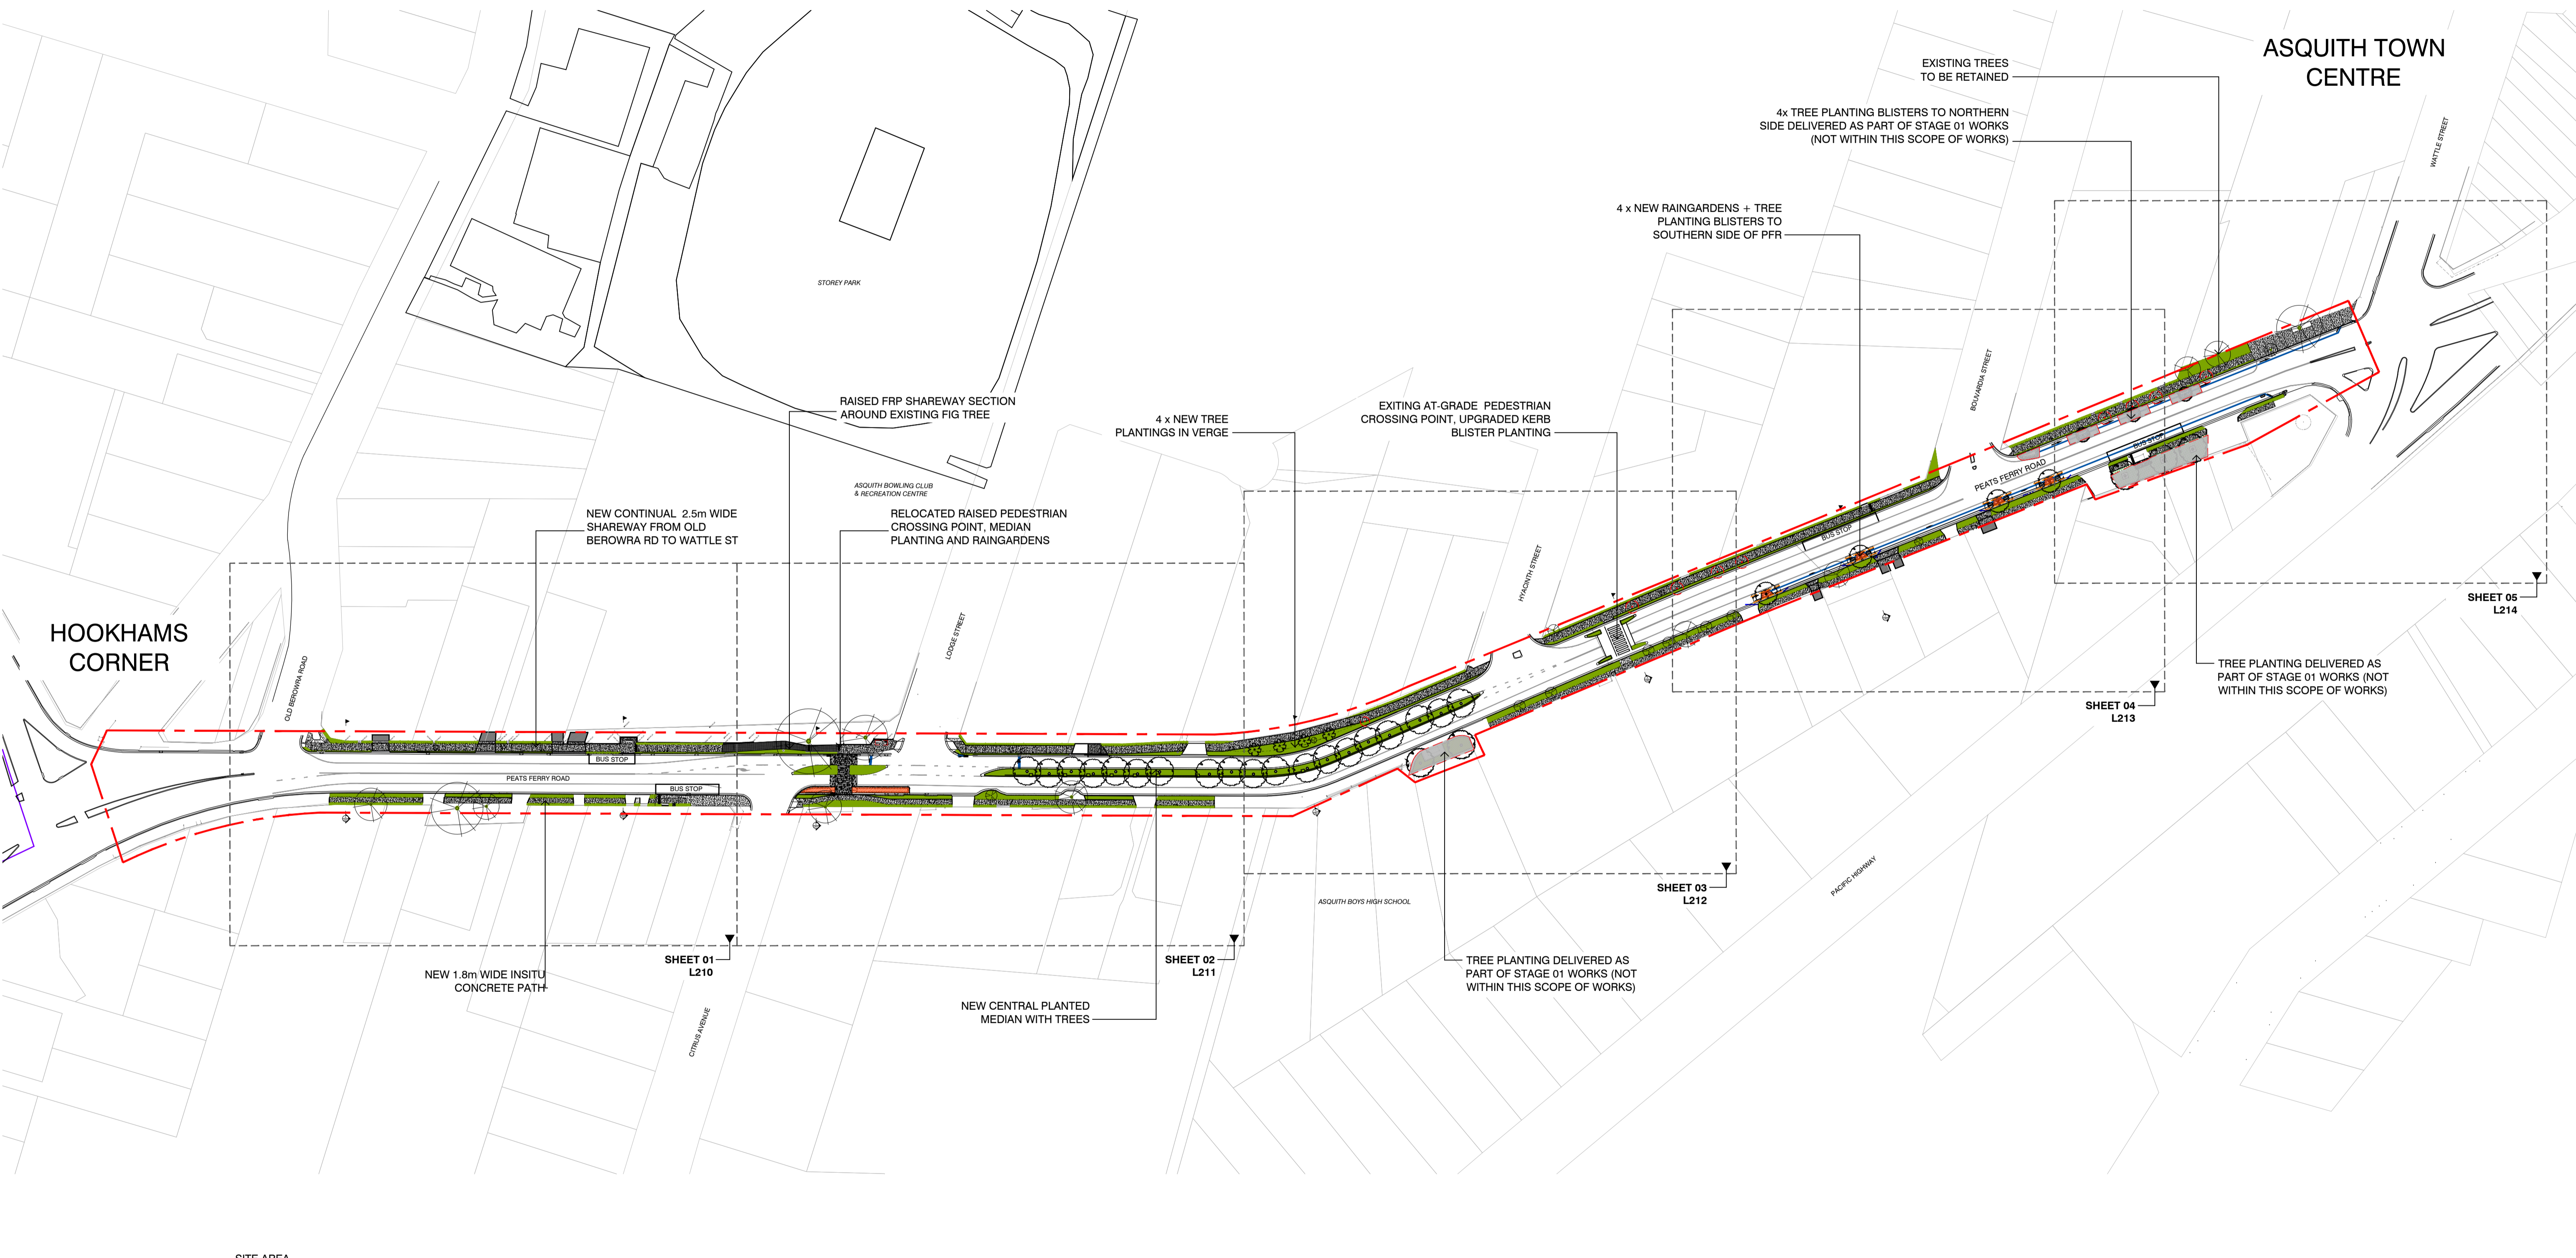 ASQUITH TOWN
CENTRE
EXISTING TREES
TO BE RETAINED
4x TREE PLANTING BLISTERS TO NORTHERN
SIDE DELIVERED AS PART OF STAGE 01 WORKS
(NOT WITHIN THIS SCOPE OF WORKS)
WATTLE STREET
4 x NEW RAINGARDENS + TREE
PLANTING BLISTERS TO
SOUTHERN SIDE OF PFR
STOREY PARK
BOUVARDIA STREET
RAISED FRP SHAREWAY SECTION
AROUND EXISTING FIG TREE
4 x NEW TREE
PLANTINGS IN VERGE
EXITING AT-GRADE PEDESTRIAN
CROSSING POINT, UPGRADED KERB
BLISTER PLANTING
BUS STOP
PEATS FERRY ROAD
ASQUITH BOWLING CLUB
& RECREATION CENTRE
NEW CONTINUAL 2.5m WIDE
SHAREWAY FROM OLD
BEROWRA RD TO WATTLE ST
RELOCATED RAISED PEDESTRIAN
CROSSING POINT, MEDIAN
PLANTING AND RAINGARDENS
BUS STOP
HYACINTH STREET
SHEET 05
L214
HOOKHAMS
CORNER
LODGE STREET
OLD BEROWRA ROAD
TREE PLANTING DELIVERED AS
PART OF STAGE 01 WORKS (NOT
WITHIN THIS SCOPE OF WORKS)
SHEET 04
L213
BUS STOP
PEATS FERRY ROAD
BUS STOP
PACIFIC HIGHWAY
SHEET 03
L212
ASQUITH BOYS HIGH SCHOOL
SHEET 01
L210
SHEET 02
L211
NEW 1.8m WIDE INSITU
CONCRETE PATH
TREE PLANTING DELIVERED AS
PART OF STAGE 01 WORKS (NOT
WITHIN THIS SCOPE OF WORKS)
NEW CENTRAL PLANTED
MEDIAN WITH TREES
CITRUS AVENUE
SITE AREA